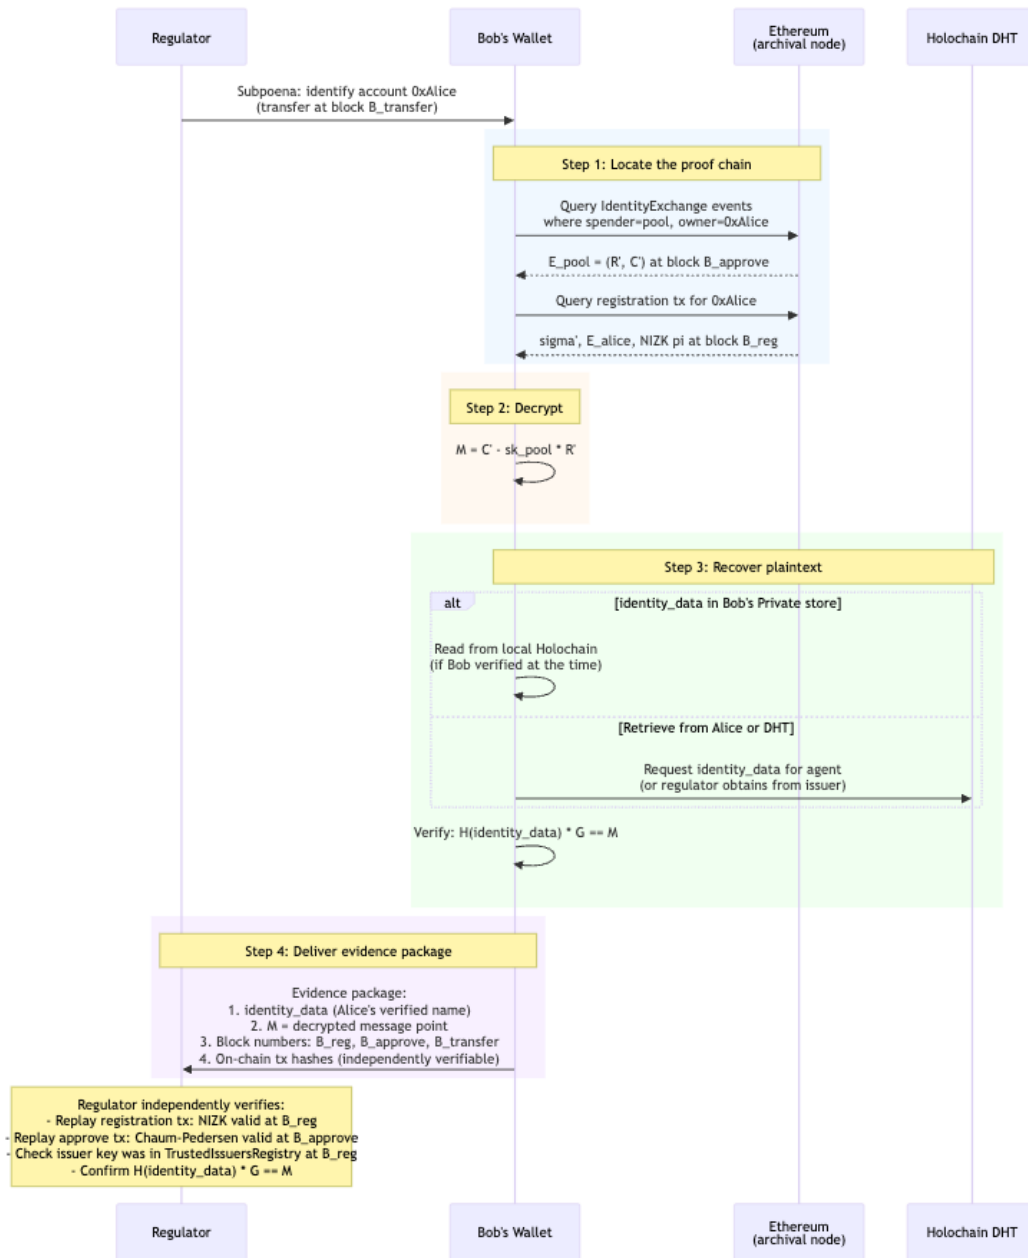 Regulator
Bob's Wallet
Ethereum
(archival node)
Holochain DHT
Subpoena: identify account 0xAlice
(transfer at block B_transfer)
Step 1: Locate the proof chain
Query IdentityExchange events
where spender=pool, owner=0xAlice
E_pool = (R', C') at block B_approve
Query registration tx for 0xAlice
sigma', E_alice, NIZK pi at block B_reg
Step 2: Decrypt
M = C' - sk_pool * R'
Step 3: Recover plaintext
alt
[identity_data in Bob's Private store]
Read from local Holochain
(if Bob verified at the time)
[Retrieve from Alice or DHT]
Request identity_data for agent
(or regulator obtains from issuer)
Verify: H(identity_data) * G == M
Step 4: Deliver evidence package
Evidence package:
1. identity_data (Alice's verified name)
2. M = decrypted message point
3. Block numbers: B_reg, B_approve, B_transfer
4. On-chain tx hashes (independently verifiable)
Regulator independently verifies:
- Replay registration tx: NIZK valid at B_reg
- Replay approve tx: Chaum-Pedersen valid at B_approve
- Check issuer key was in TrustedIssuersRegistry at B_reg
- Confirm H(identity_data) * G == M
Regulator
Bob's Wallet
Ethereum
(archival node)
Holochain DHT